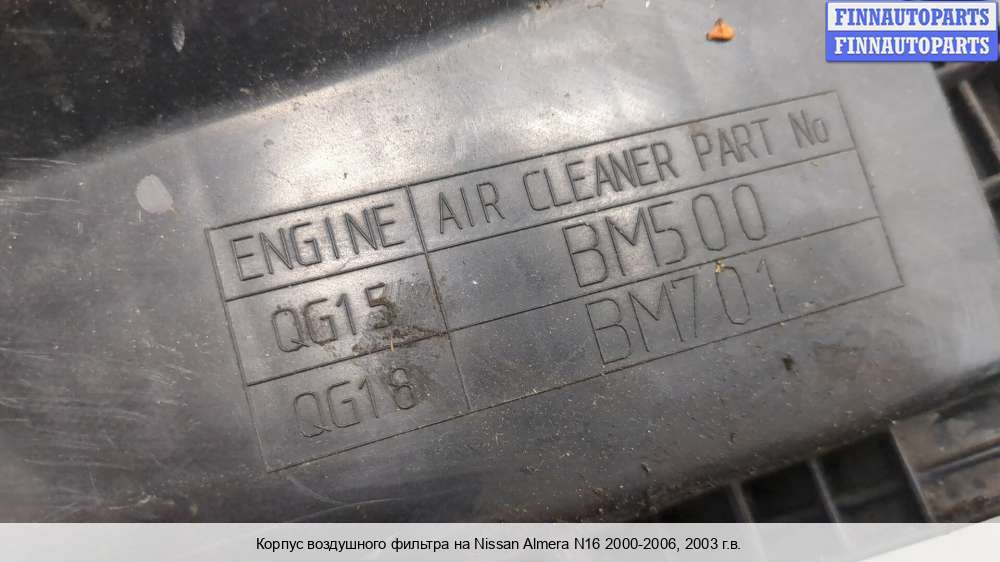 FINNAUTOPARTS
FINNAUTOPARTS
ENGINE AIR CLEANER PART No
QG15 BM500
QG18 BM701
Корпус воздушного фильтра на Nissan Almera N16 2000-2006, 2003 г.в.